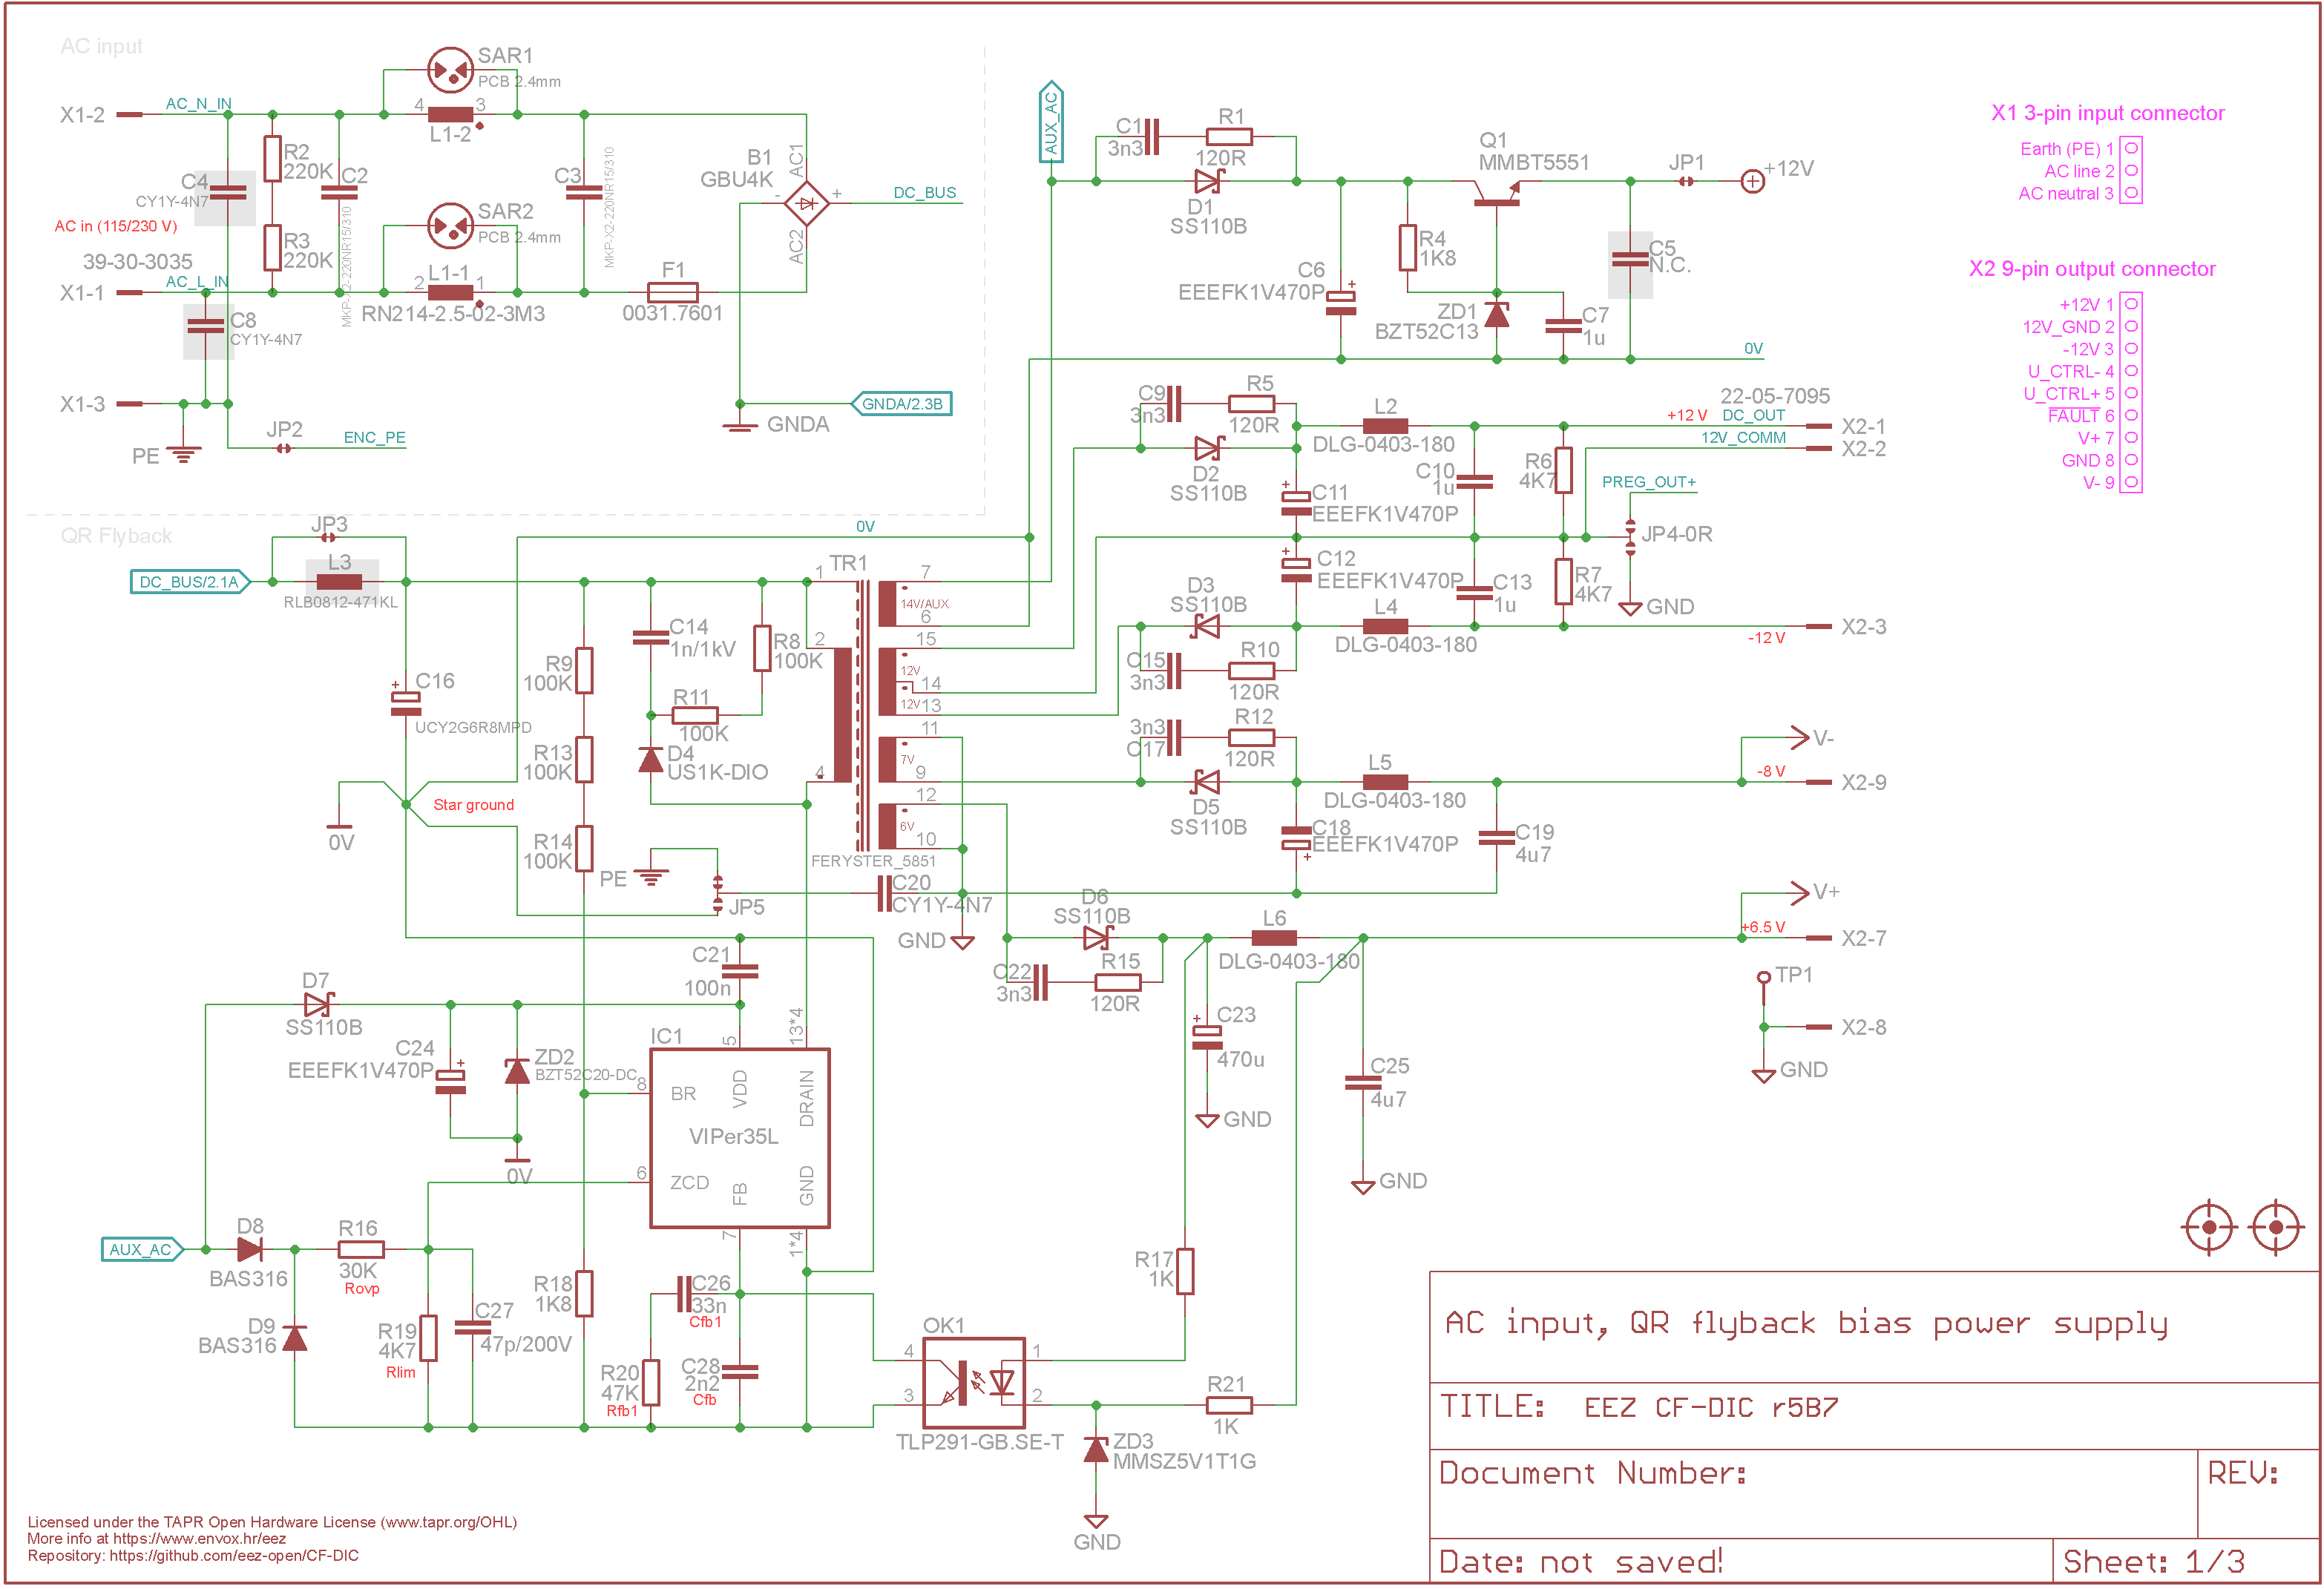 AC input
SAR1
PCB 2.4mm
X1-2
AC_N_IN
4
3
L1-2
R2
220K
C4
CY1Y-4N7
C2
MKP-X2-220NR15/310
C3
MKP-X2-220NR15/310
B1
GBU4K
AC1
AC2
-
+
DC_BUS
SAR2
PCB 2.4mm
AC in (115/230 V)
R3
220K
39-30-3035
AC_L_IN
X1-1
2
L1-1
1
RN214-2.5-02-3M3
F1
0031.7601
C8
CY1Y-4N7
X1-3
PE
JP2
ENC_PE
GNDA/2.3B
GNDA
AUX_AC
C1
3n3
R1
120R
D1
SS110B
Q1
MMBT5551
JP1
+12V
R4
1K8
C5
N.C.
C6
EEEFK1V470P
+
ZD1
BZT52C13
C7
1u
0V
X1 3-pin input connector
Earth (PE) 1
AC line 2
AC neutral 3
X2 9-pin output connector
+12V 1
12V_GND 2
-12V 3
U_CTRL- 4
U_CTRL+ 5
FAULT 6
V+ 7
GND 8
V- 9
C9
3n3
R5
120R
D2
SS110B
L2
DLG-0403-180
22-05-7095
+12 V
DC_OUT
X2-1
12V_COMM
X2-2
C10
1u
R6
4K7
PREG_OUT+
+
C11
EEEFK1V470P
JP4-0R
GND
+
C12
EEEFK1V470P
C13
1u
R7
4K7
D3
SS110B
L4
DLG-0403-180
-12 V
X2-3
C15
3n3
R10
120R
QR Flyback
JP3
L3
RLB0812-471KL
DC_BUS/2.1A
0V
TR1
1
2
4
7
14V/AUX
6
15
12V
14
12V
13
11
7V
9
12
6V
10
FERYSTER_5851
C14
1n/1kV
R8
100K
R9
100K
R11
100K
D4
US1K-DIO
+
C16
UCY2G6R8MPD
R13
100K
Star ground
0V
R14
100K
PE
JP5
C20
CY1Y-4N7
GND
3n3
C17
R12
120R
D5
SS110B
L5
DLG-0403-180
V-
-8 V
X2-9
C18
EEEFK1V470P
+
C19
4u7
D6
SS110B
L6
DLG-0403-180
V+
+6.5 V
X2-7
C22
3n3
R15
120R
TP1
X2-8
GND
+
C23
470u
GND
C25
4u7
GND
C21
100n
D7
SS110B
C24
EEEFK1V470P
+
ZD2
BZT52C20-DC
0V
IC1
5
13*4
8
BR
VDD
DRAIN
VIPer35L
6
ZCD
FB
GND
7
1*4
AUX_AC
D8
BAS316
R16
30K
Rovp
D9
BAS316
R19
4K7
Rlim
C27
47p/200V
R18
1K8
C26
33n
Cfb1
R20
47K
Rfb1
C28
2n2
Cfb
OK1
4
3
1
2
TLP291-GB.SE-T
R17
1K
R21
1K
ZD3
MMSZ5V1T1G
GND
AC input, QR flyback bias power supply
TITLE: EEZ CF-DIC r5B7
Document Number:
REV:
Date: not saved!
Sheet: 1/3
Licensed under the TAPR Open Hardware License (www.tapr.org/OHL)
More info at https://www.envox.hr/eez
Repository: https://github.com/eez-open/CF-DIC